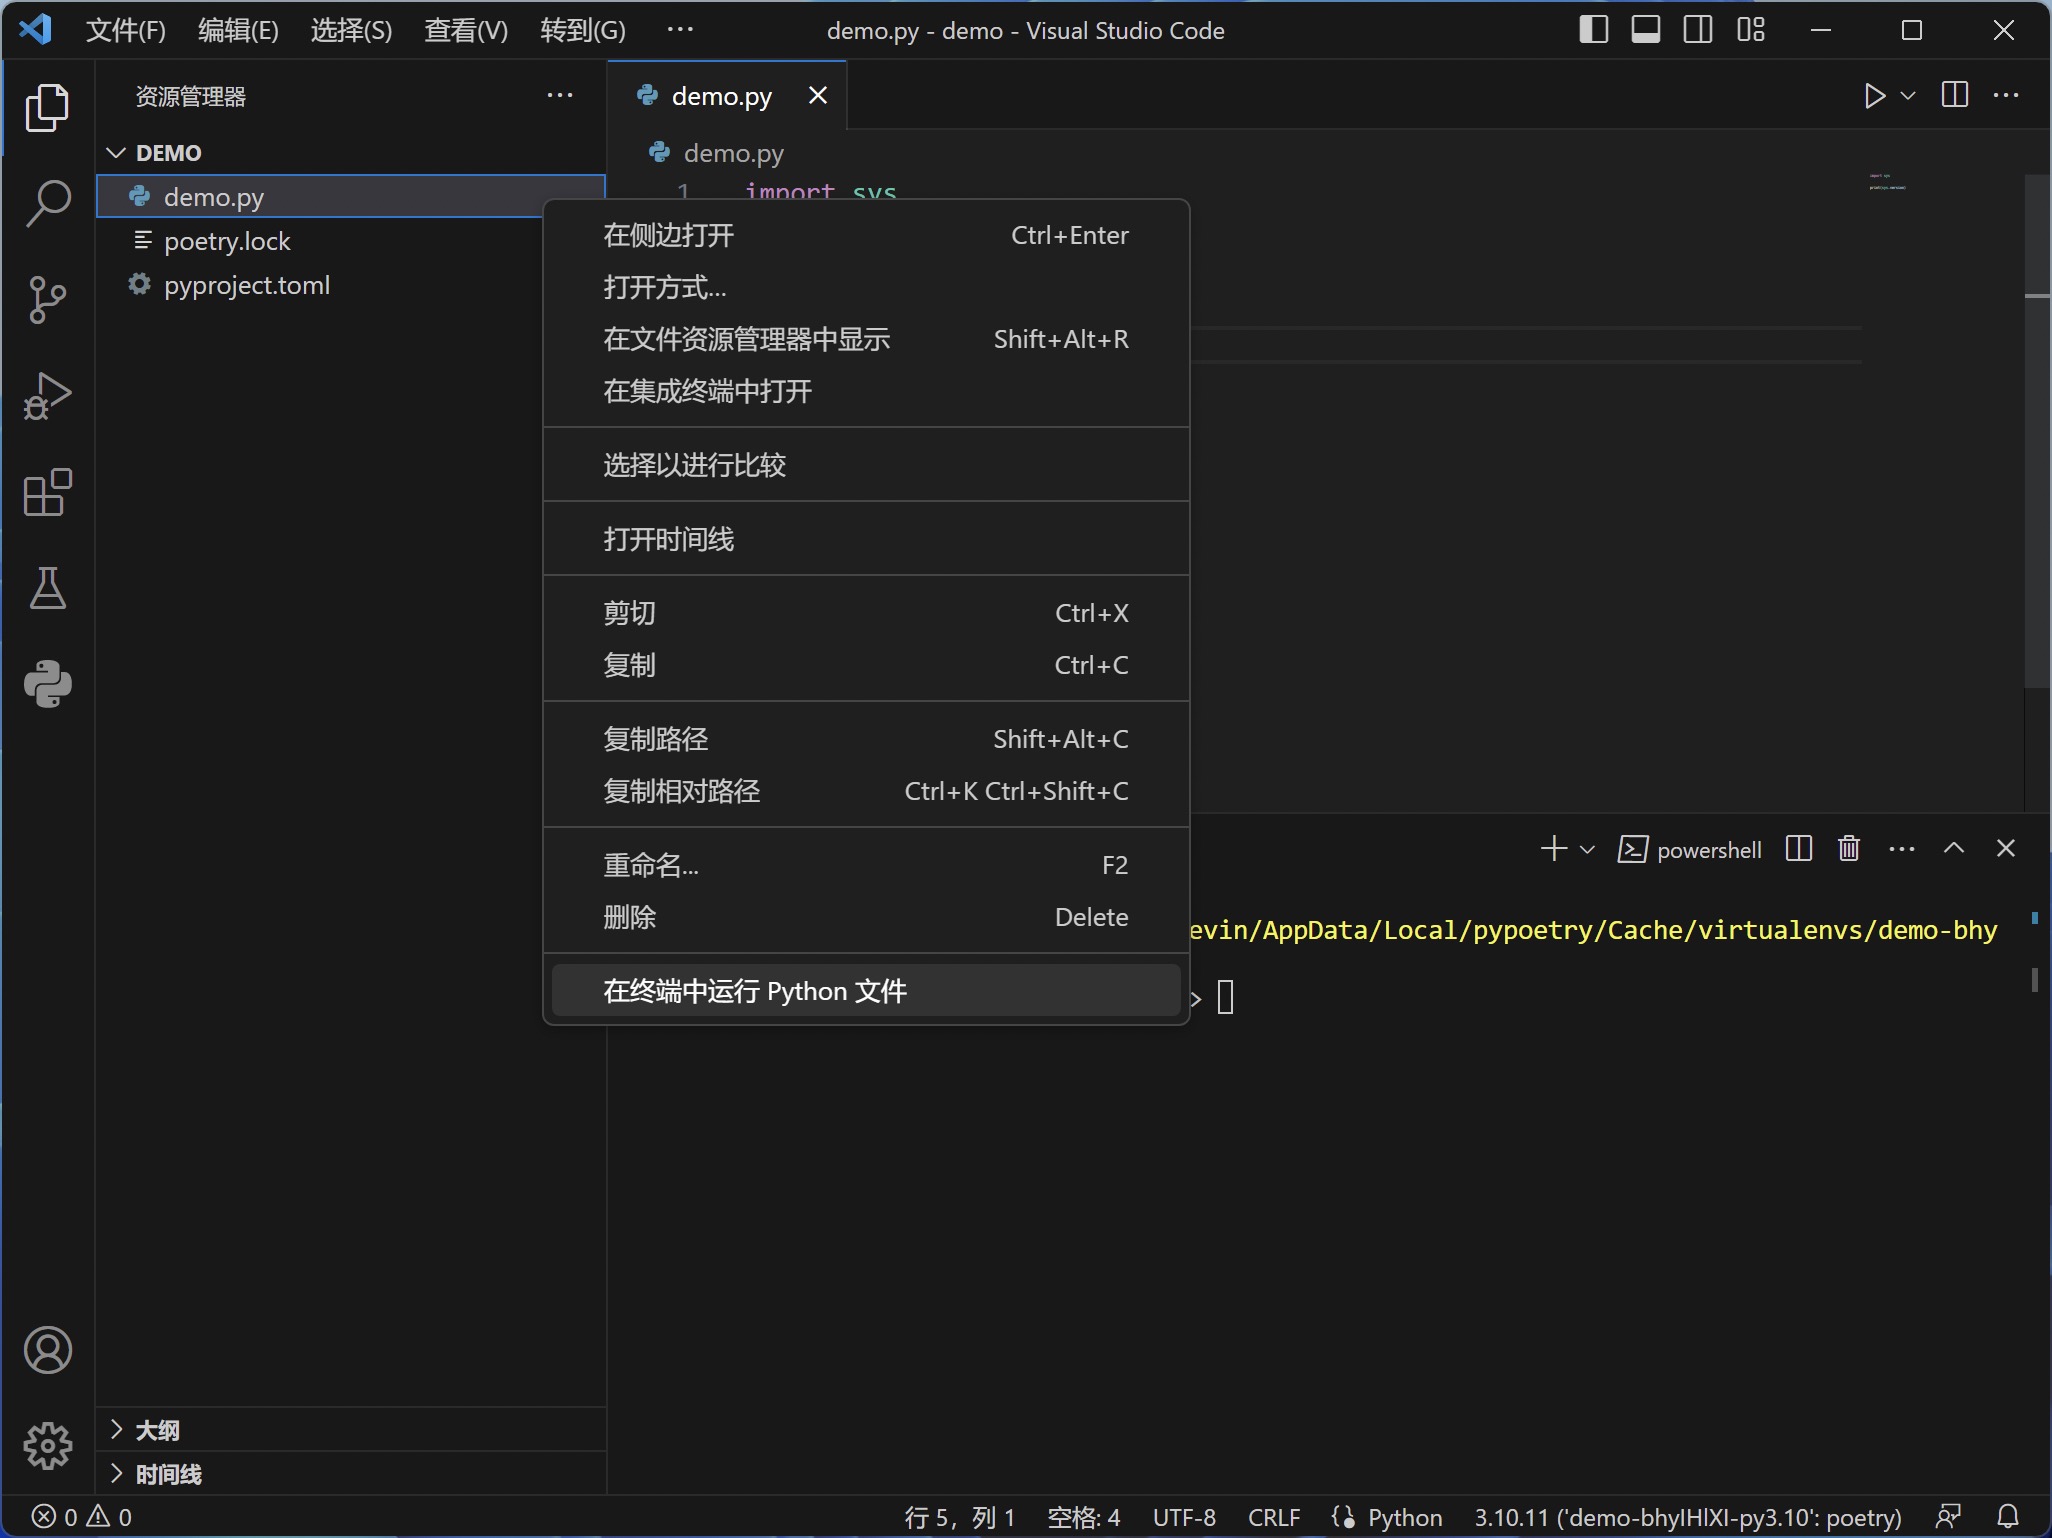 文件(F) 编辑(E) 选择(S) 查看(V) 转到(G) ··· demo.py - demo - Visual Studio Code
资源管理器 ···
DEMO
demo.py
poetry.lock
pyproject.toml
大纲
时间线
demo.py
demo.py
1 import sys
在侧边打开 Ctrl+Enter
打开方式...
在文件资源管理器中显示 Shift+Alt+R
在集成终端中打开
选择以进行比较
打开时间线
剪切 Ctrl+X
复制 Ctrl+C
复制路径 Shift+Alt+C
复制相对路径 Ctrl+K Ctrl+Shift+C
重命名... F2
删除 Delete
在终端中运行 Python 文件
powershell
evin/AppData/Local/pypoetry/Cache/virtualenvs/demo-bhy
>
0 0 行 5，列 1 空格: 4 UTF-8 CRLF Python 3.10.11 ('demo-bhyIHlXI-py3.10': poetry)